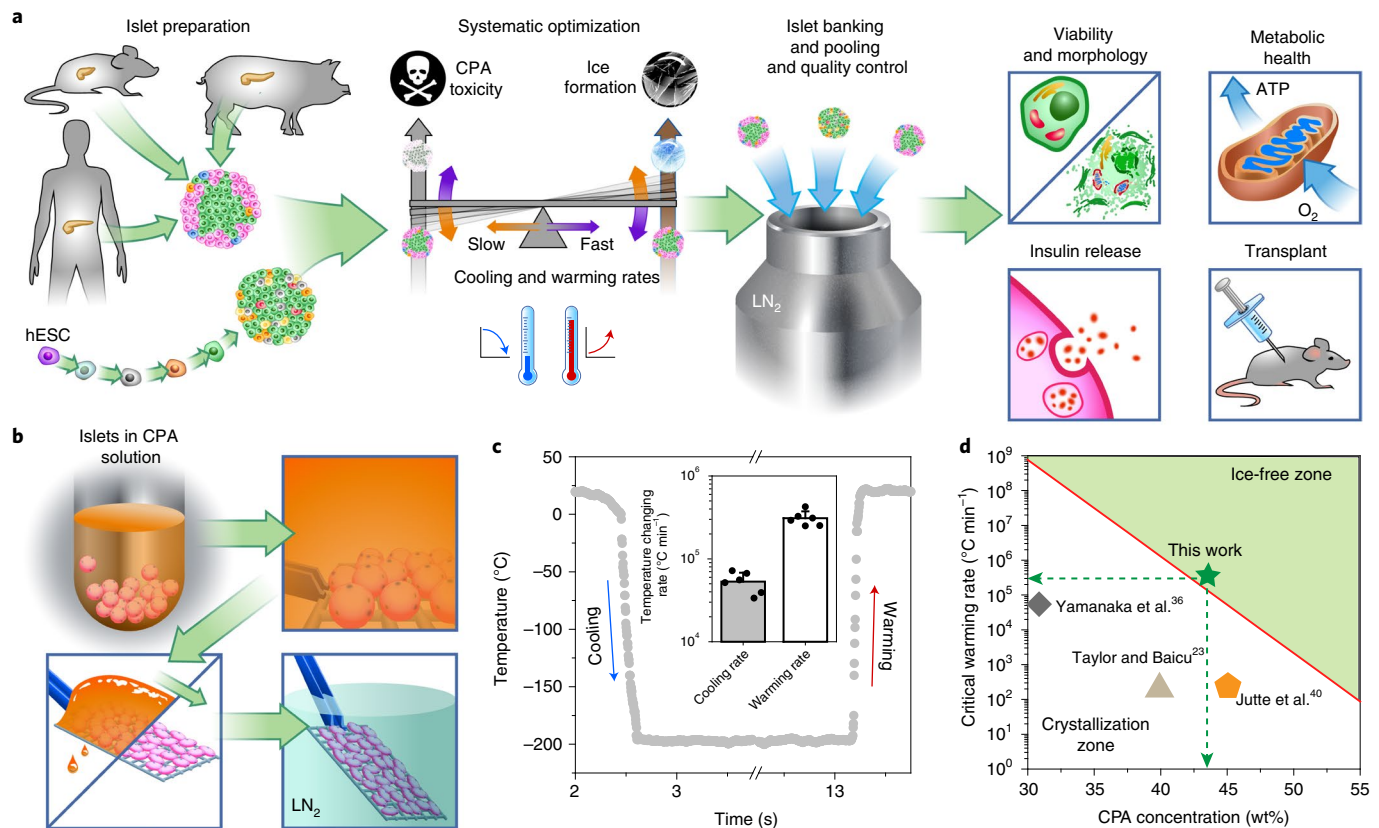 a
Islet preparation
Systematic optimization
Islet banking
and pooling
and quality control
Viability
and morphology
Metabolic
health
CPA
toxicity
Ice
formation
ATP
O2
Slow
Fast
Cooling and warming rates
hESC
LN2
Insulin release
Transplant
b
Islets in CPA
solution
LN2
c
50
0
–50
–100
–150
–200
Temperature (°C)
2
3
13
Time (s)
Cooling
Warming
Temperature changing
rate (°C min–1)
10^6
10^5
10^4
Cooling rate
Warming rate
d
Critical warming rate (°C min–1)
10^9
10^8
10^7
10^6
10^5
10^4
10^3
10^2
10^1
10^0
30
35
40
45
50
55
CPA concentration (wt%)
Ice-free zone
This work
Yamanaka et al.36
Taylor and Baicu23
Jutte et al.40
Crystallization
zone